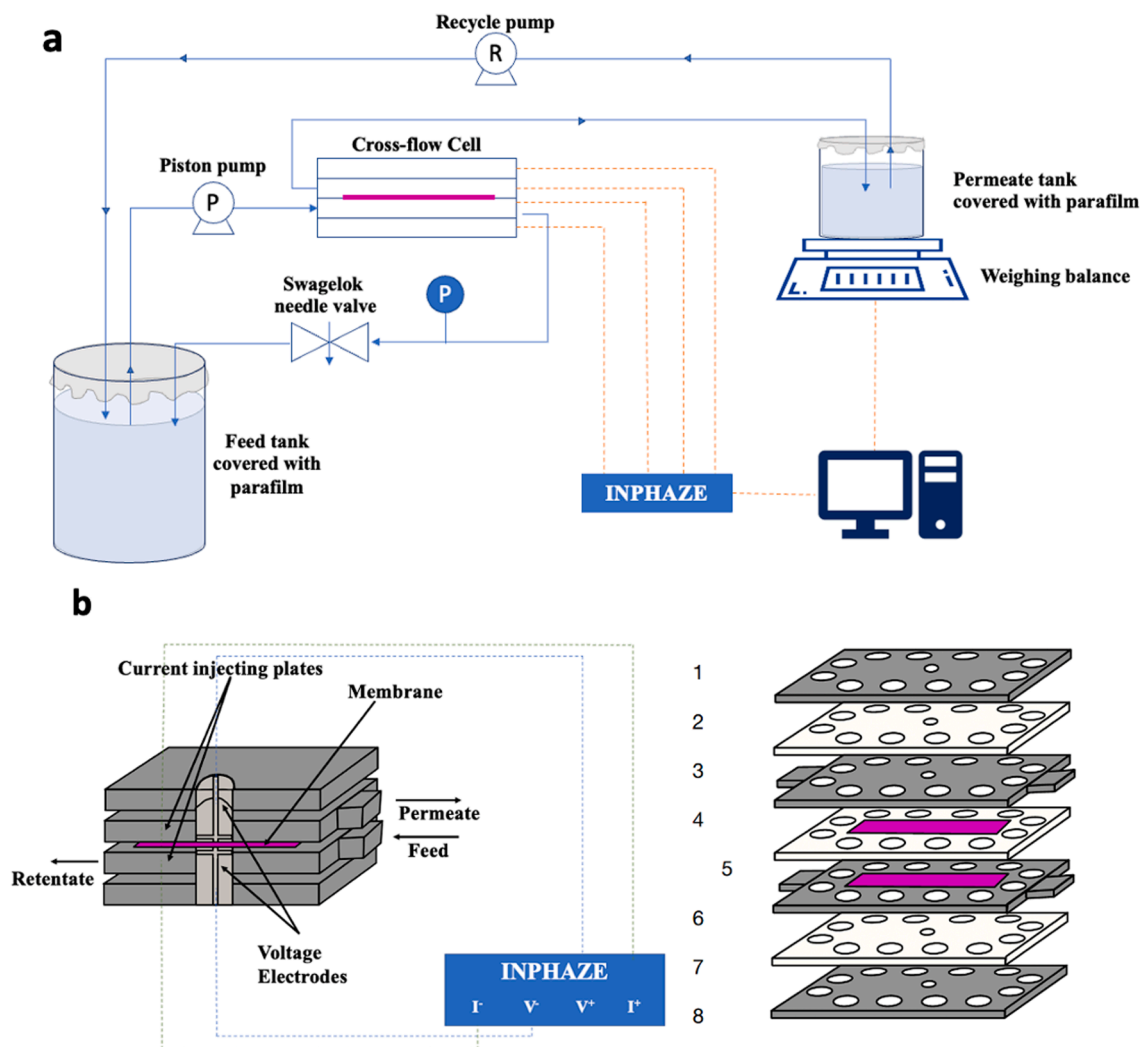 a
Recycle pump
R
Cross-flow Cell
Piston pump
P
Permeate tank
covered with parafilm
Swagelok
needle valve
P
L.
i
Weighing balance
Feed tank
covered with
parafilm
INPHAZE
b
Current injecting plates
Membrane
Permeate
Feed
Retentate
Voltage
Electrodes
INPHAZE
I⁻ V⁻ V⁺ I⁺
1
2
3
4
5
6
7
8